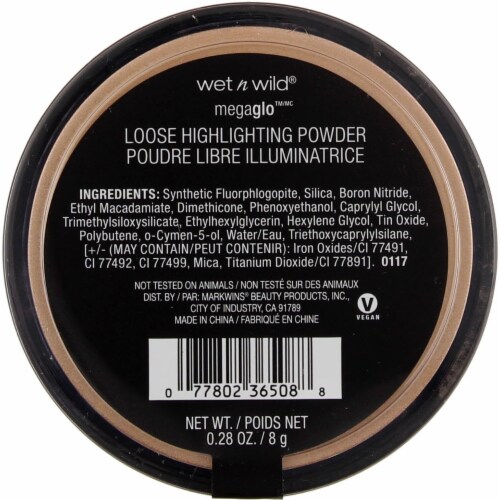 wet n wild®
megaglo™/MC
LOOSE HIGHLIGHTING POWDER
POUDRE LIBRE ILLUMINATRICE
INGREDIENTS: Synthetic Fluorphlogopite, Silica, Boron Nitride,
Ethyl Macadamiate, Dimethicone, Phenoxyethanol, Caprylyl Glycol,
Trimethylsiloxysilicate, Ethylhexylglycerin, Hexylene Glycol, Tin Oxide,
Polybutene, o-Cymen-5-ol, Water/Eau, Triethoxycaprylylsilane,
[+/- (MAY CONTAIN/PEUT CONTENIR): Iron Oxides/CI 77491,
CI 77492, CI 77499, Mica, Titanium Dioxide/CI 77891]. 0117
NOT TESTED ON ANIMALS / NON TESTÉ SUR DES ANIMAUX
DIST. BY / PAR: MARKWINS® BEAUTY PRODUCTS, INC.,
CITY OF INDUSTRY, CA 91789
MADE IN CHINA / FABRIQUÉ EN CHINE
V
VEGAN
0 77802 36508 8
NET WT. / POIDS NET
0.28 OZ. / 8 g